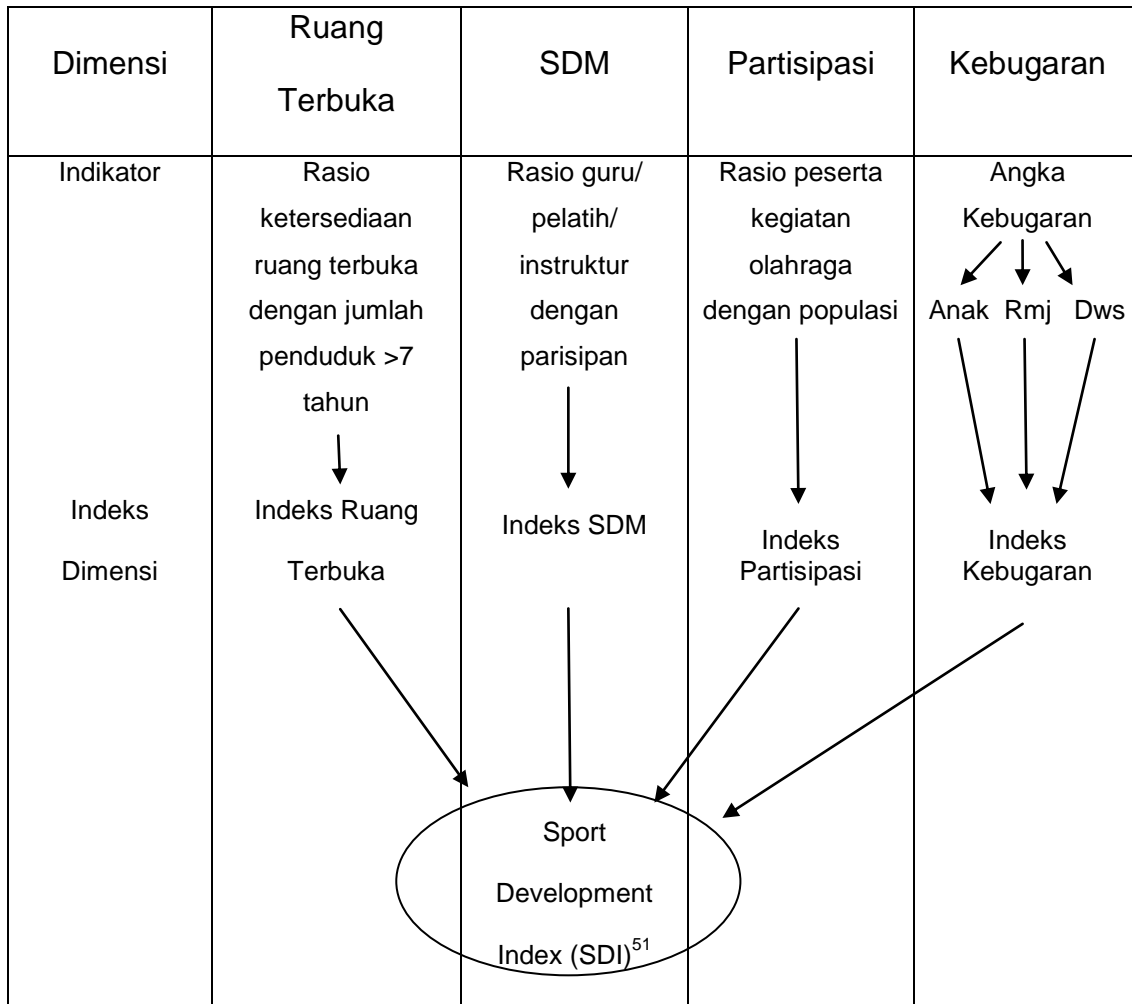 Dimensi
Ruang
Terbuka
SDM
Partisipasi
Kebugaran
Indikator
Rasio
ketersediaan
ruang terbuka
dengan jumlah
penduduk >7
tahun
Rasio guru/
pelatih/
instruktur
dengan
parisipan
Rasio peserta
kegiatan
olahraga
dengan populasi
Angka
Kebugaran
Anak Rmj Dws
Indeks
Dimensi
Indeks Ruang
Terbuka
Indeks SDM
Indeks
Partisipasi
Indeks
Kebugaran
Sport
Development
Index (SDI)51